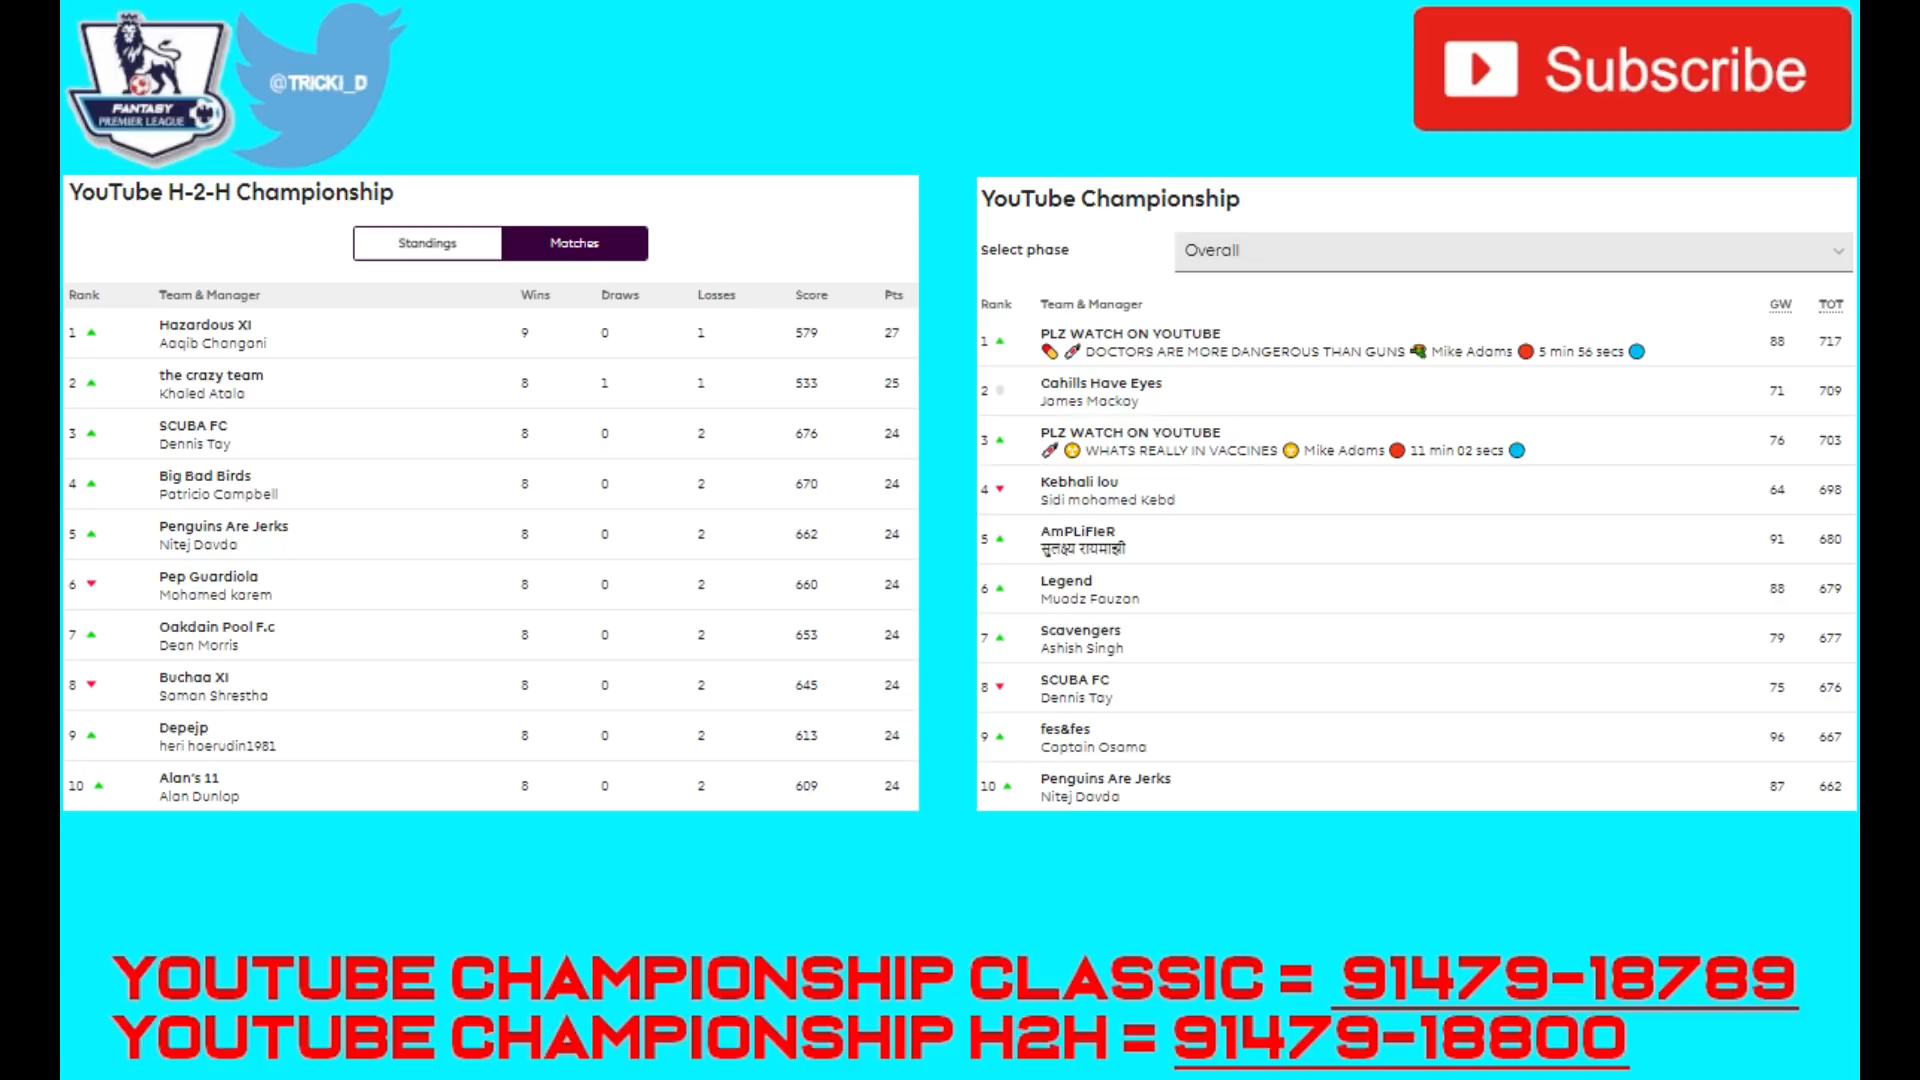 FANTASY
PREMIER LEAGUE
@TRICKI_D
Subscribe
YouTube H-2-H Championship
Standings Matches
Rank Team & Manager Wins Draws Losses Score Pts
1 Hazardous XI 9 0 1 579 27
Aaqib Changani
2 the crazy team 8 1 1 533 25
Khaled Atala
3 SCUBA FC 8 0 2 676 24
Dennis Tay
4 Big Bad Birds 8 0 2 670 24
Patricio Campbell
5 Penguins Are Jerks 8 0 2 662 24
Nitej Davda
6 Pep Guardiola 8 0 2 660 24
Mohamed karem
7 Oakdain Pool F.c 8 0 2 653 24
Dean Morris
8 Buchaa XI 8 0 2 645 24
Saman Shrestha
9 Depejp 8 0 2 613 24
heri hoerudin1981
10 Alan's 11 8 0 2 609 24
Alan Dunlop
YouTube Championship
Select phase Overall
Rank Team & Manager GW TOT
1 PLZ WATCH ON YOUTUBE 88 717
DOCTORS ARE MORE DANGEROUS THAN GUNS Mike Adams 5 min 56 secs
2 Cahills Have Eyes 71 709
James Mackay
3 PLZ WATCH ON YOUTUBE 76 703
WHATS REALLY IN VACCINES Mike Adams 11 min 02 secs
4 Kebhali lou 64 698
Sidi mohamed Kebd
5 AmPLiFIeR 91 680
सुलक्ष्य रायमाझी
6 Legend 88 679
Muadz Fauzan
7 Scavengers 79 677
Ashish Singh
8 SCUBA FC 75 676
Dennis Tay
9 fes&fes 96 667
Captain Osama
10 Penguins Are Jerks 87 662
Nitej Davda
YOUTUBE CHAMPIONSHIP CLASSIC = 91479-18789
YOUTUBE CHAMPIONSHIP H2H = 91479-18800